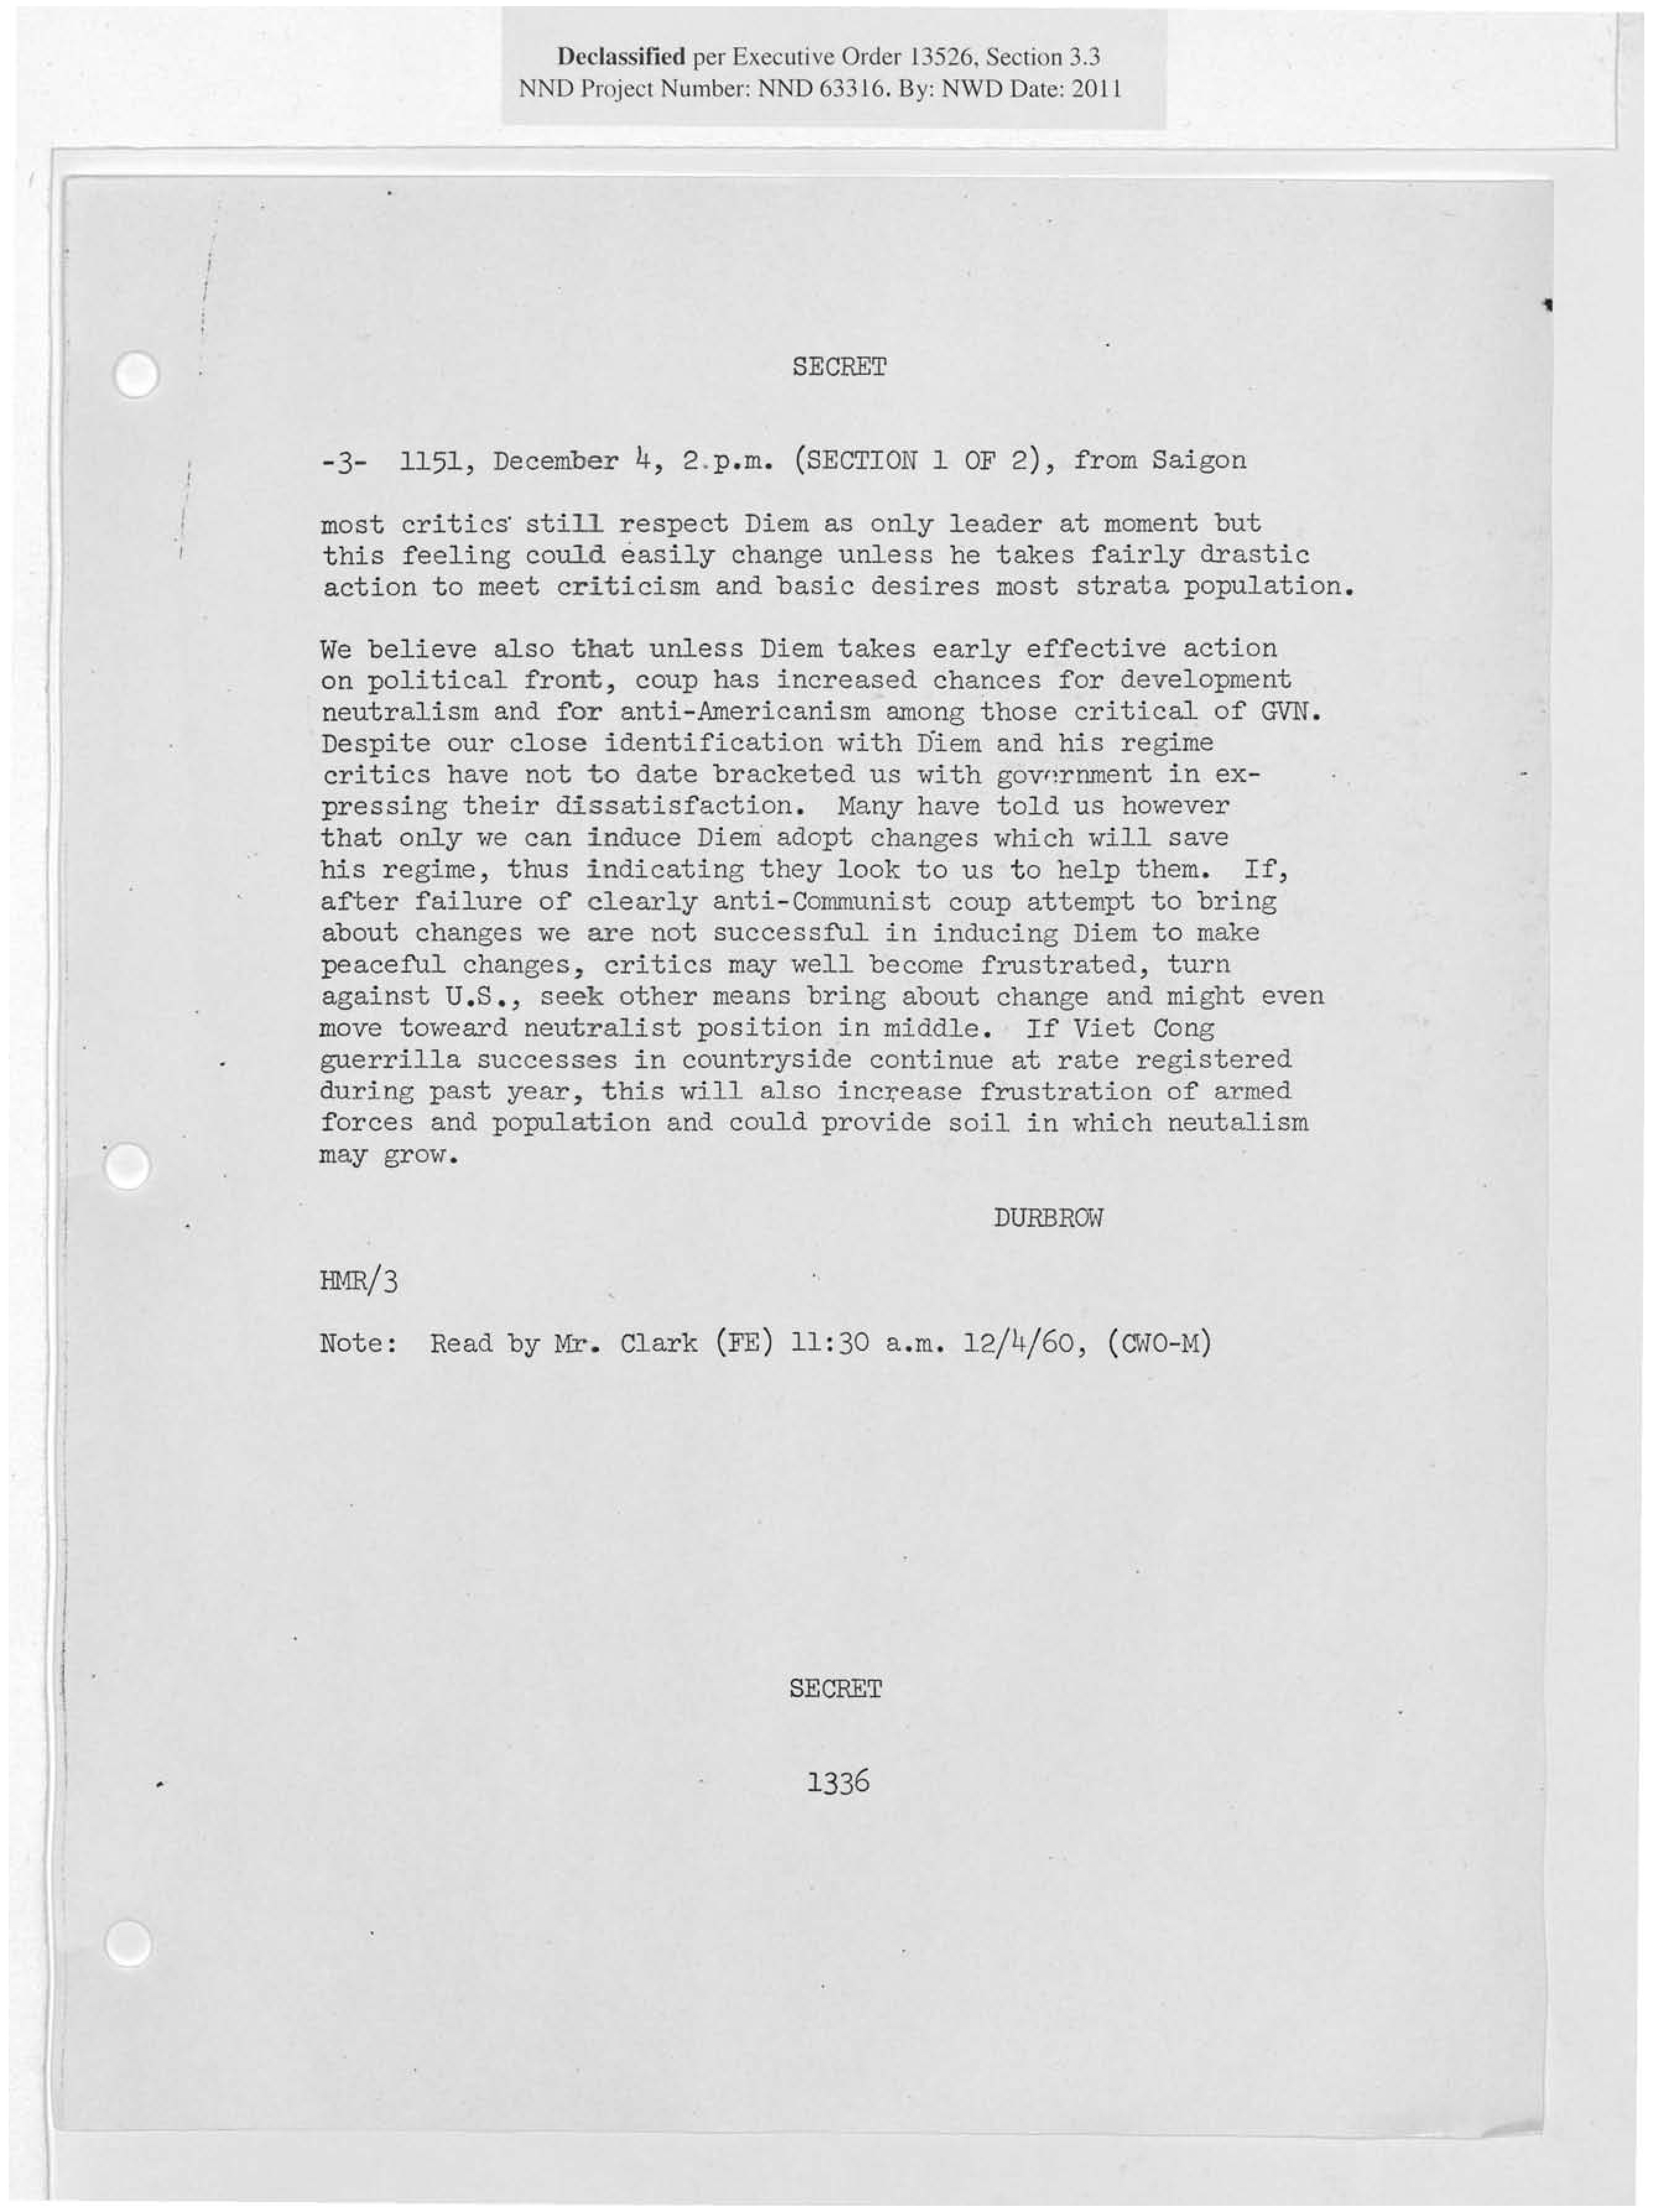 Declassified per Executive Order 13526, Section 3.3
NND Project Number: NND 63316. By: NWD Date: 2011
SECRET
-3- 1151, December 4, 2.p.m. (SECTION 1 OF 2), from Saigon
most critics still respect Diem as only leader at moment but
this feeling could easily change unless he takes fairly drastic
action to meet criticism and basic desires most strata population.
We believe also that unless Diem takes early effective action
on political front, coup has increased chances for development
neutralism and for anti-Americanism among those critical of GVN.
Despite our close identification with Diem and his regime
critics have not to date bracketed us with government in ex-
pressing their dissatisfaction. Many have told us however
that only we can induce Diem adopt changes which will save
his regime, thus indicating they look to us to help them. If,
after failure of clearly anti-Communist coup attempt to bring
about changes we are not successful in inducing Diem to make
peaceful changes, critics may well become frustrated, turn
against U.S., seek other means bring about change and might even
move toweard neutralist position in middle. If Viet Cong
guerrilla successes in countryside continue at rate registered
during past year, this will also increase frustration of armed
forces and population and could provide soil in which neutalism
may grow.
DURBROW
HMR/3
Note: Read by Mr. Clark (FE) 11:30 a.m. 12/4/60, (CWO-M)
SECRET
1336